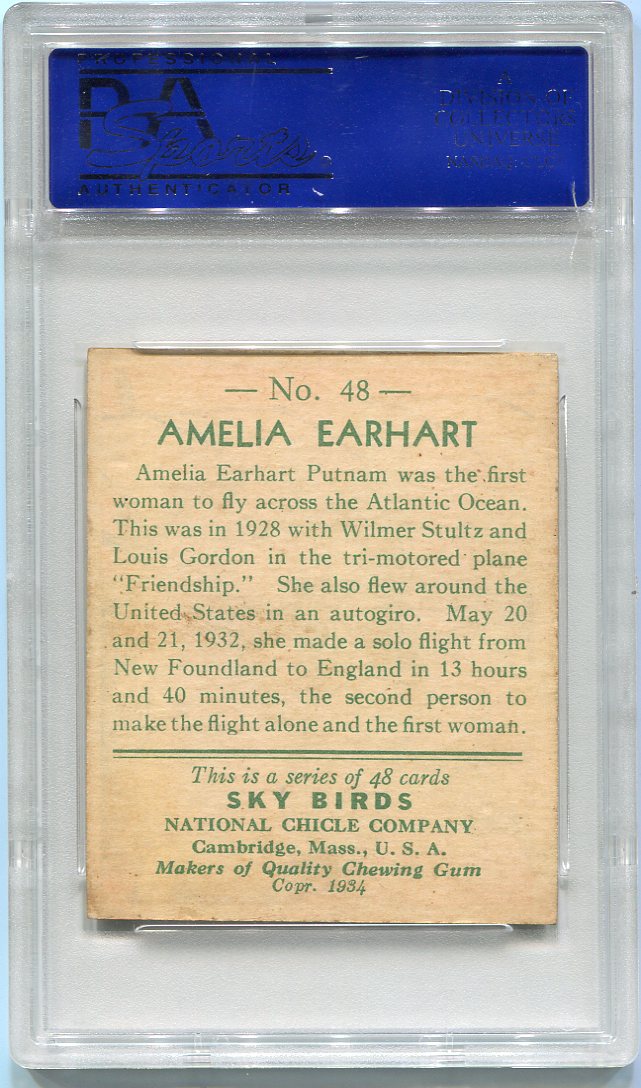 PROFESSIONAL
PSA
Sports
AUTHENTICATOR
A
DIVISION OF
COLLECTORS
UNIVERSE
— No. 48 —
AMELIA EARHART
Amelia Earhart Putnam was the first
woman to fly across the Atlantic Ocean.
This was in 1928 with Wilmer Stultz and
Louis Gordon in the tri-motored plane
"Friendship." She also flew around the
United States in an autogiro. May 20
and 21, 1932, she made a solo flight from
New Foundland to England in 13 hours
and 40 minutes, the second person to
make the flight alone and the first woman.
This is a series of 48 cards
SKY BIRDS
NATIONAL CHICLE COMPANY
Cambridge, Mass., U. S. A.
Makers of Quality Chewing Gum
Copr. 1934